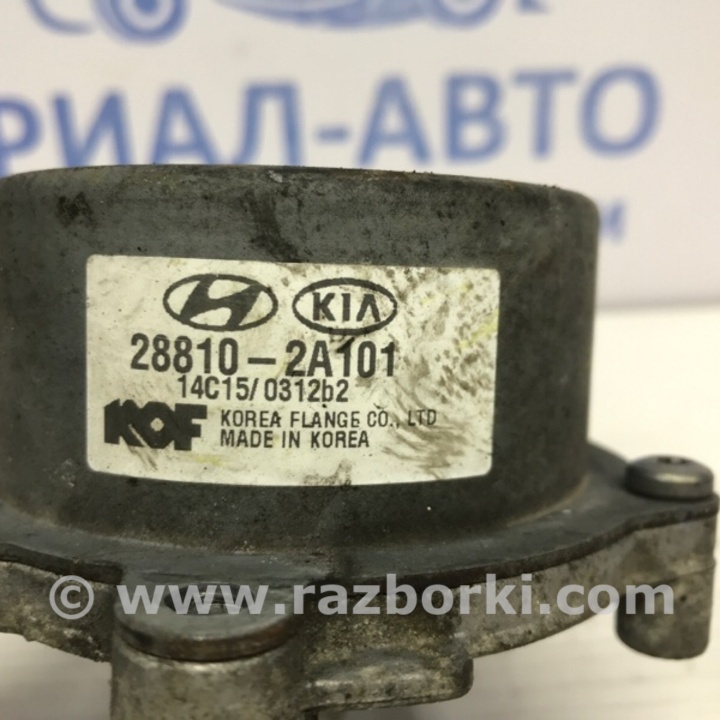 РИАЛ-АВТО
KIA
28810-2A101
14C15/0312b2
KOF KOREA FLANGE CO., LTD
MADE IN KOREA
© www.razborki.com